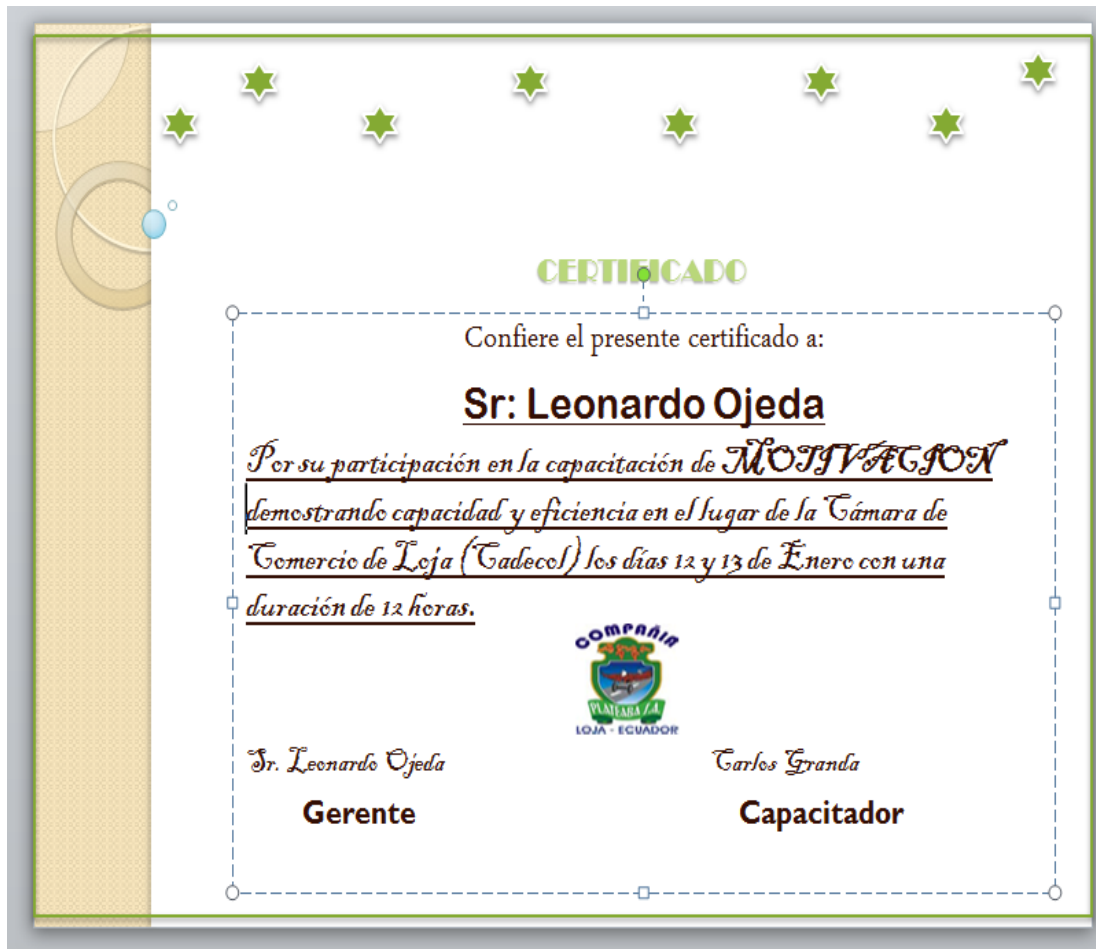 CERTIFICADO
Confiere el presente certificado a:
Sr: Leonardo Ojeda
Por su participación en la capacitación de MOTIVACION
demostrando capacidad y eficiencia en el lugar de la Cámara de
Comercio de Loja (Cadecol) los días 12 y 13 de Enero con una
duración de 12 horas.
COMPAÑIA
PLATEABA S.A.
LOJA - ECUADOR
Sr. Leonardo Ojeda Carlos Granda
Gerente Capacitador